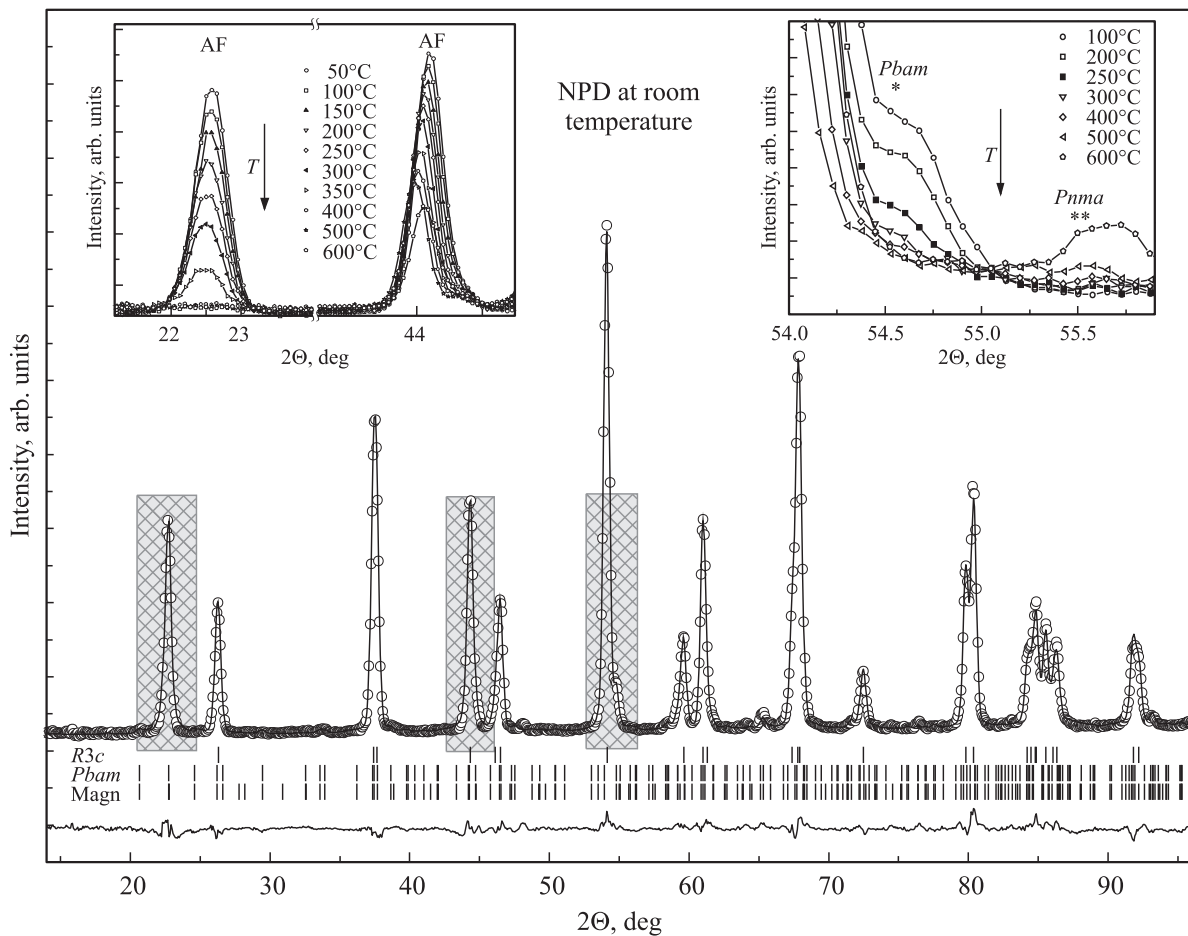 AF
AF
50°C
100°C
150°C
200°C
250°C
300°C
350°C
400°C
500°C
600°C
T
22
23
44
2Θ, deg
Intensity, arb. units
NPD at room
temperature
Pbam
*
100°C
200°C
250°C
300°C
400°C
500°C
600°C
T
Pnma
**
54.0
54.5
55.0
55.5
2Θ, deg
Intensity, arb. units
Intensity, arb. units
R3c
Pbam
Magn
20
30
40
50
60
70
80
90
2Θ, deg